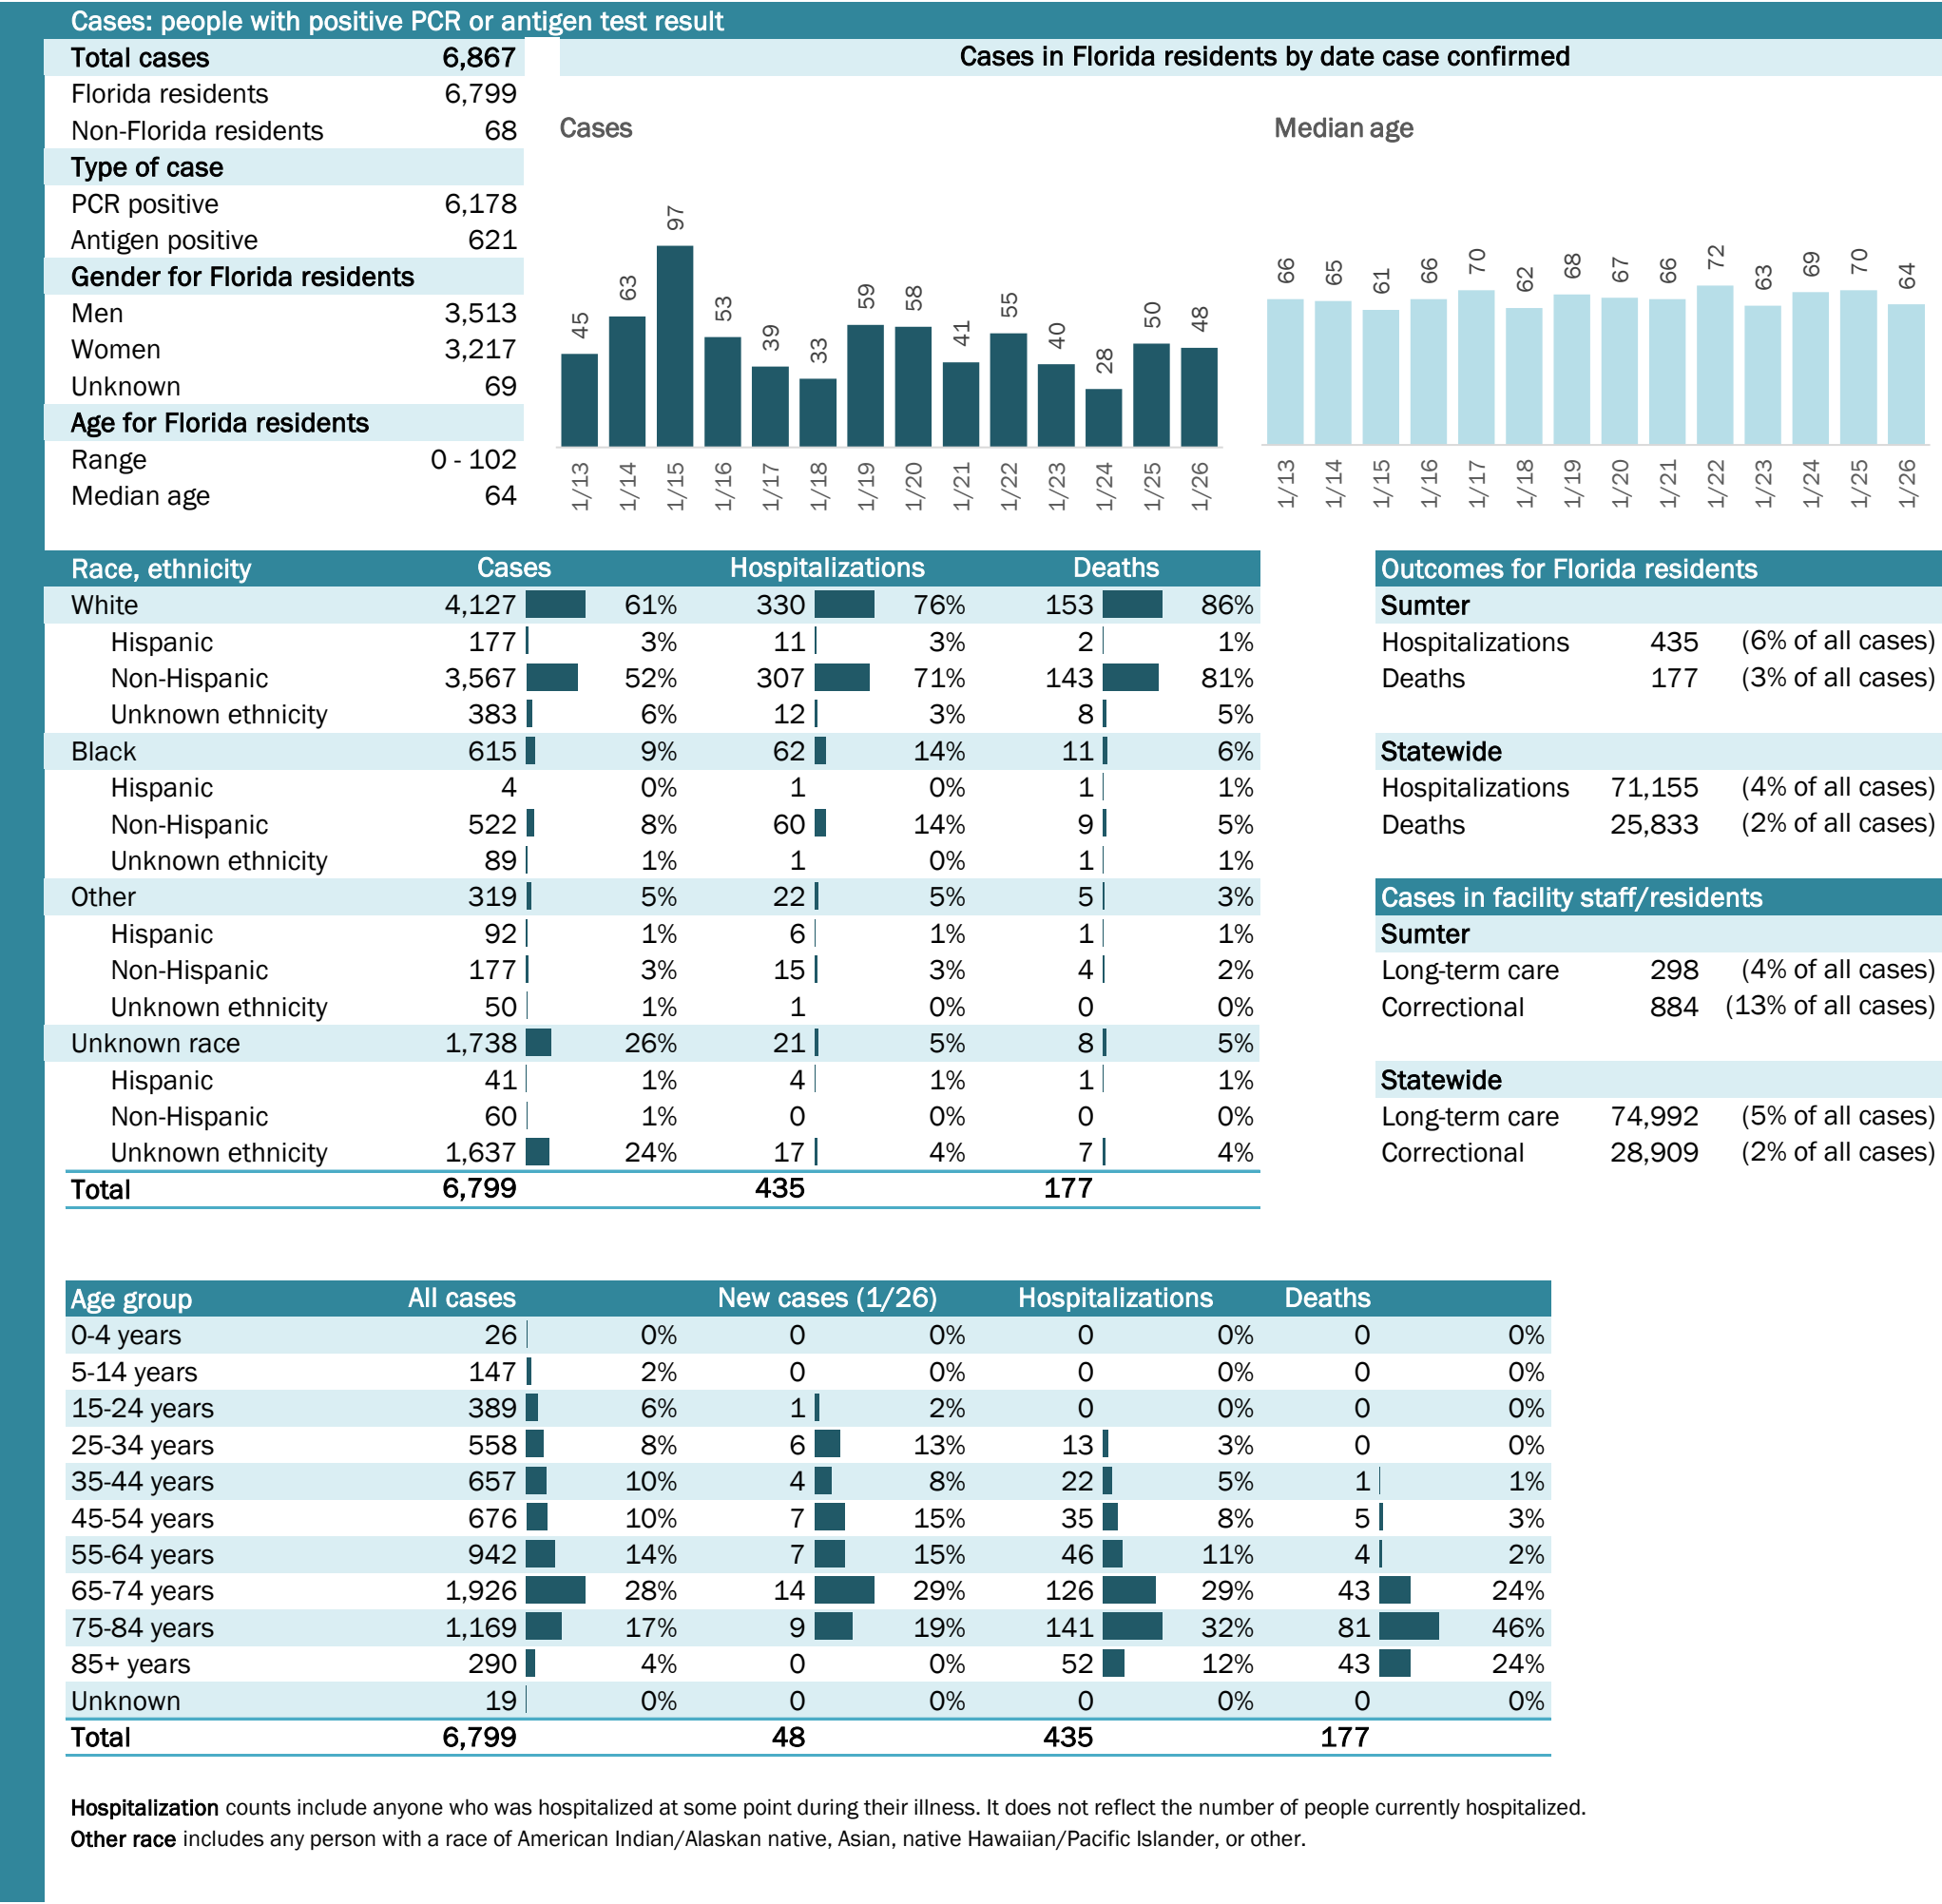 Cases: people with positive PCR or antigen test result
Total cases 6,867
Florida residents 6,799
Non-Florida residents 68
Type of case
PCR positive 6,178
Antigen positive 621
Gender for Florida residents
Men 3,513
Women 3,217
Unknown 69
Age for Florida residents
Range 0 - 102
Median age 64
Cases in Florida residents by date case confirmed
Cases
45 63 97 53 39 33 59 58 41 55 40 28 50 48
1/13 1/14 1/15 1/16 1/17 1/18 1/19 1/20 1/21 1/22 1/23 1/24 1/25 1/26
Median age
66 65 61 66 70 62 68 67 66 72 63 69 70 64
1/13 1/14 1/15 1/16 1/17 1/18 1/19 1/20 1/21 1/22 1/23 1/24 1/25 1/26
Race, ethnicity Cases Hospitalizations Deaths
White 4,127 61% 330 76% 153 86%
Hispanic 177 3% 11 3% 2 1%
Non-Hispanic 3,567 52% 307 71% 143 81%
Unknown ethnicity 383 6% 12 3% 8 5%
Black 615 9% 62 14% 11 6%
Hispanic 4 0% 1 0% 1 1%
Non-Hispanic 522 8% 60 14% 9 5%
Unknown ethnicity 89 1% 1 0% 1 1%
Other 319 5% 22 5% 5 3%
Hispanic 92 1% 6 1% 1 1%
Non-Hispanic 177 3% 15 3% 4 2%
Unknown ethnicity 50 1% 1 0% 0 0%
Unknown race 1,738 26% 21 5% 8 5%
Hispanic 41 1% 4 1% 1 1%
Non-Hispanic 60 1% 0 0% 0 0%
Unknown ethnicity 1,637 24% 17 4% 7 4%
Total 6,799 435 177
Outcomes for Florida residents
Sumter
Hospitalizations 435 (6% of all cases)
Deaths 177 (3% of all cases)
Statewide
Hospitalizations 71,155 (4% of all cases)
Deaths 25,833 (2% of all cases)
Cases in facility staff/residents
Sumter
Long-term care 298 (4% of all cases)
Correctional 884 (13% of all cases)
Statewide
Long-term care 74,992 (5% of all cases)
Correctional 28,909 (2% of all cases)
Age group All cases New cases (1/26) Hospitalizations Deaths
0-4 years 26 0% 0 0% 0 0% 0 0%
5-14 years 147 2% 0 0% 0 0% 0 0%
15-24 years 389 6% 1 2% 0 0% 0 0%
25-34 years 558 8% 6 13% 13 3% 0 0%
35-44 years 657 10% 4 8% 22 5% 1 1%
45-54 years 676 10% 7 15% 35 8% 5 3%
55-64 years 942 14% 7 15% 46 11% 4 2%
65-74 years 1,926 28% 14 29% 126 29% 43 24%
75-84 years 1,169 17% 9 19% 141 32% 81 46%
85+ years 290 4% 0 0% 52 12% 43 24%
Unknown 19 0% 0 0% 0 0% 0 0%
Total 6,799 48 435 177
Hospitalization counts include anyone who was hospitalized at some point during their illness. It does not reflect the number of people currently hospitalized.
Other race includes any person with a race of American Indian/Alaskan native, Asian, native Hawaiian/Pacific Islander, or other.